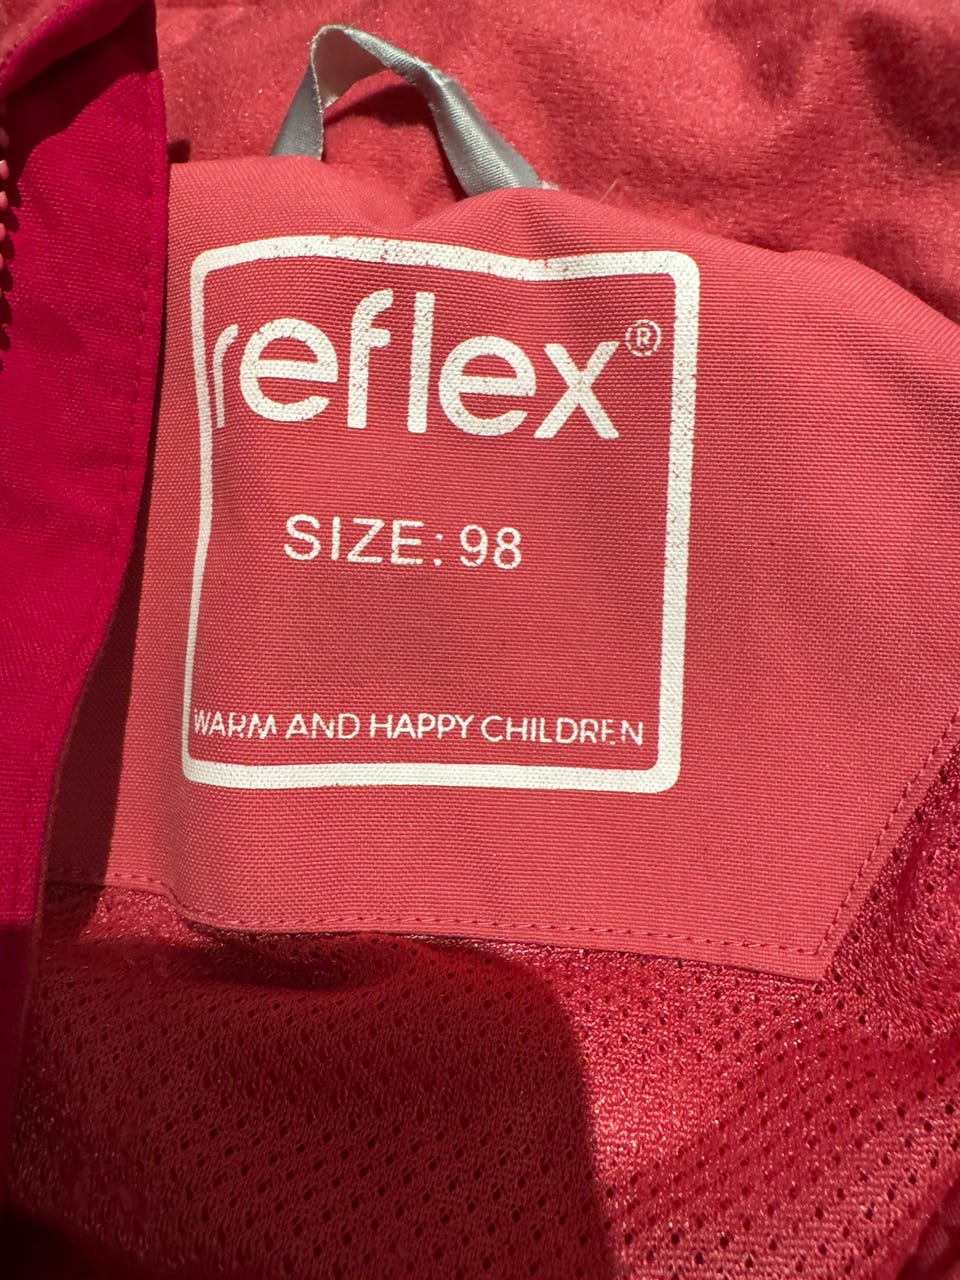 reflex®
SIZE: 98
WARM AND HAPPY CHILDREN